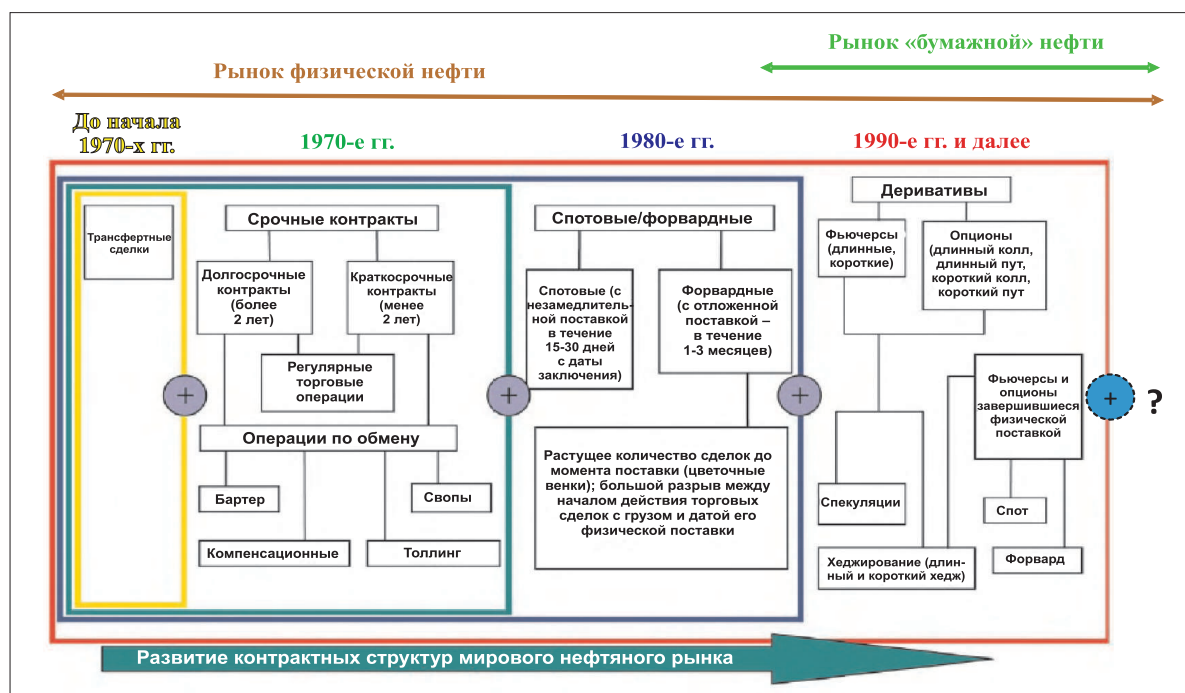 Рынок «бумажной» нефти
Рынок физической нефти
До начала
1970-х гг.
1970-е гг.
1980-е гг.
1990-е гг. и далее
Трансфертные
сделки
Срочные контракты
Долгосрочные
контракты
(более
2 лет)
Краткосрочные
контракты
(менее
2 лет)
Регулярные
торговые
операции
Операции по обмену
Бартер
Свопы
Компенсационные
Толлинг
Спотовые/форвардные
Спотовые (с
незамедлитель-
ной поставкой
в течение
15-30 дней
с даты
заключения)
Форвардные
(с отложенной
поставкой –
в течение
1-3 месяцев)
Растущее количество сделок до
момента поставки (цветочные
венки); большой разрыв между
началом действия торговых
сделок с грузом и датой его
физической поставки
Деривативы
Фьючерсы
(длинные,
короткие)
Опционы
(длинный колл,
длинный пут,
короткий колл,
короткий пут
Фьючерсы и
опционы
завершившиеся
физической
поставкой
Спекуляции
Спот
Хеджирование (длин-
ный и короткий хедж)
Форвард
+
+
+
+
?
Развитие контрактных структур мирового нефтяного рынка